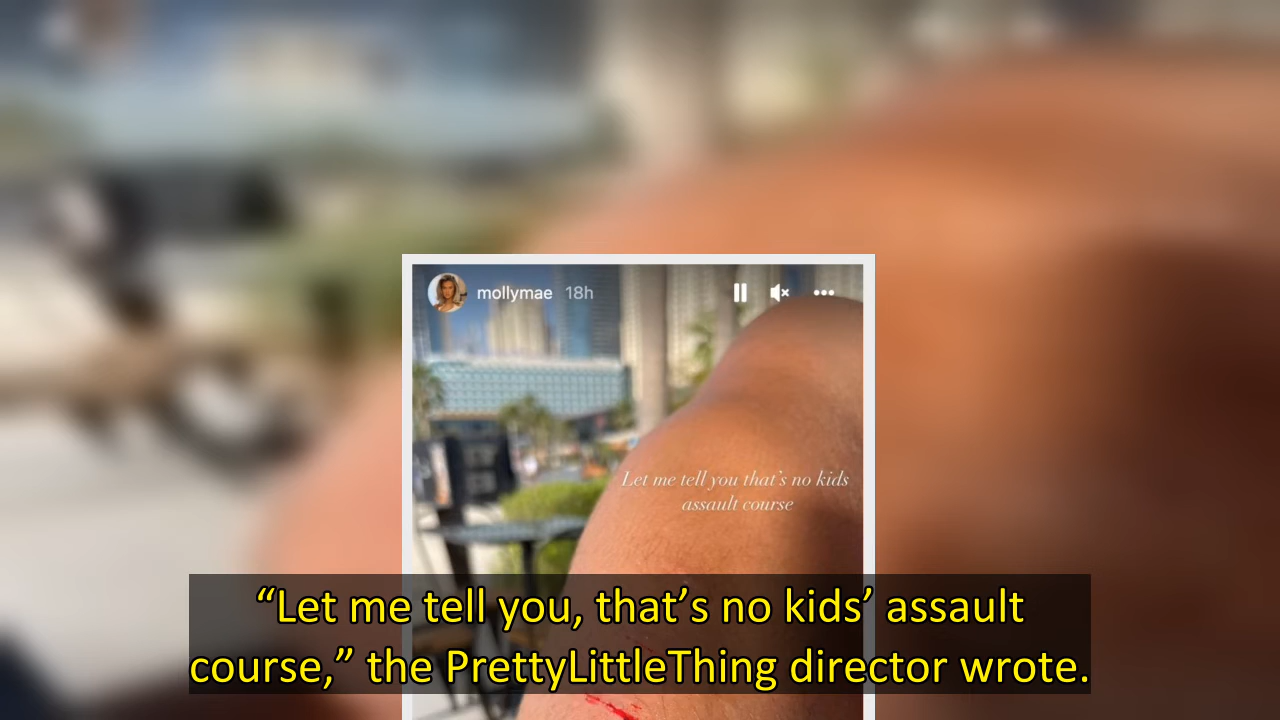 mollymae 18h
Let me tell you that's no kids
assault course
“Let me tell you, that’s no kids’ assault
course,” the PrettyLittleThing director wrote.